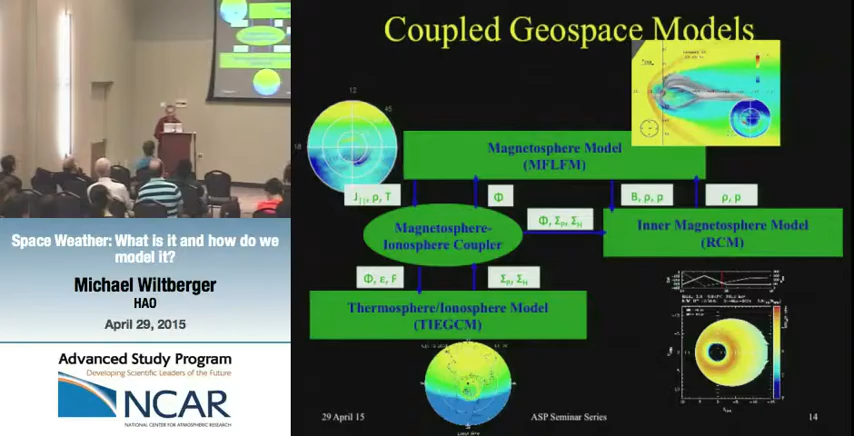 Coupled Geospace Models
12
18
Magnetosphere Model
(MFLFM)
J||, ρ, T
Φ
B, ρ, p
ρ, p
Magnetosphere-
Ionosphere Coupler
Φ, Σp, ΣH
Inner Magnetosphere Model
(RCM)
Φ, ε, F
Σp, ΣH
Thermosphere/Ionosphere Model
(TIEGCM)
29 April 15
ASP Seminar Series
14
Space Weather: What is it and how do we
model it?
Michael Wiltberger
HAO
April 29, 2015
Advanced Study Program
Developing Scientific Leaders of the Future
NCAR
NATIONAL CENTER FOR ATMOSPHERIC RESEARCH